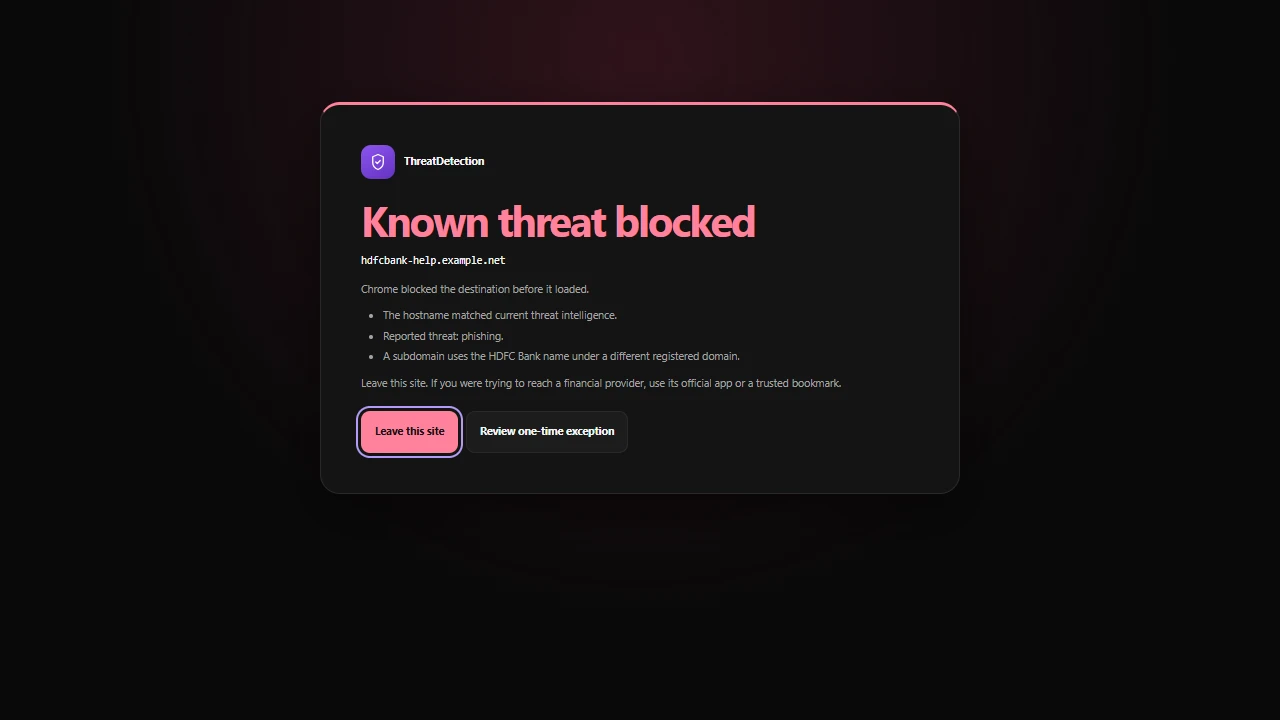 ThreatDetection
Known threat blocked
hdfcbank-help.example.net
Chrome blocked the destination before it loaded.
• The hostname matched current threat intelligence.
• Reported threat: phishing.
• A subdomain uses the HDFC Bank name under a different registered domain.
Leave this site. If you were trying to reach a financial provider, use its official app or a trusted bookmark.
Leave this site
Review one-time exception